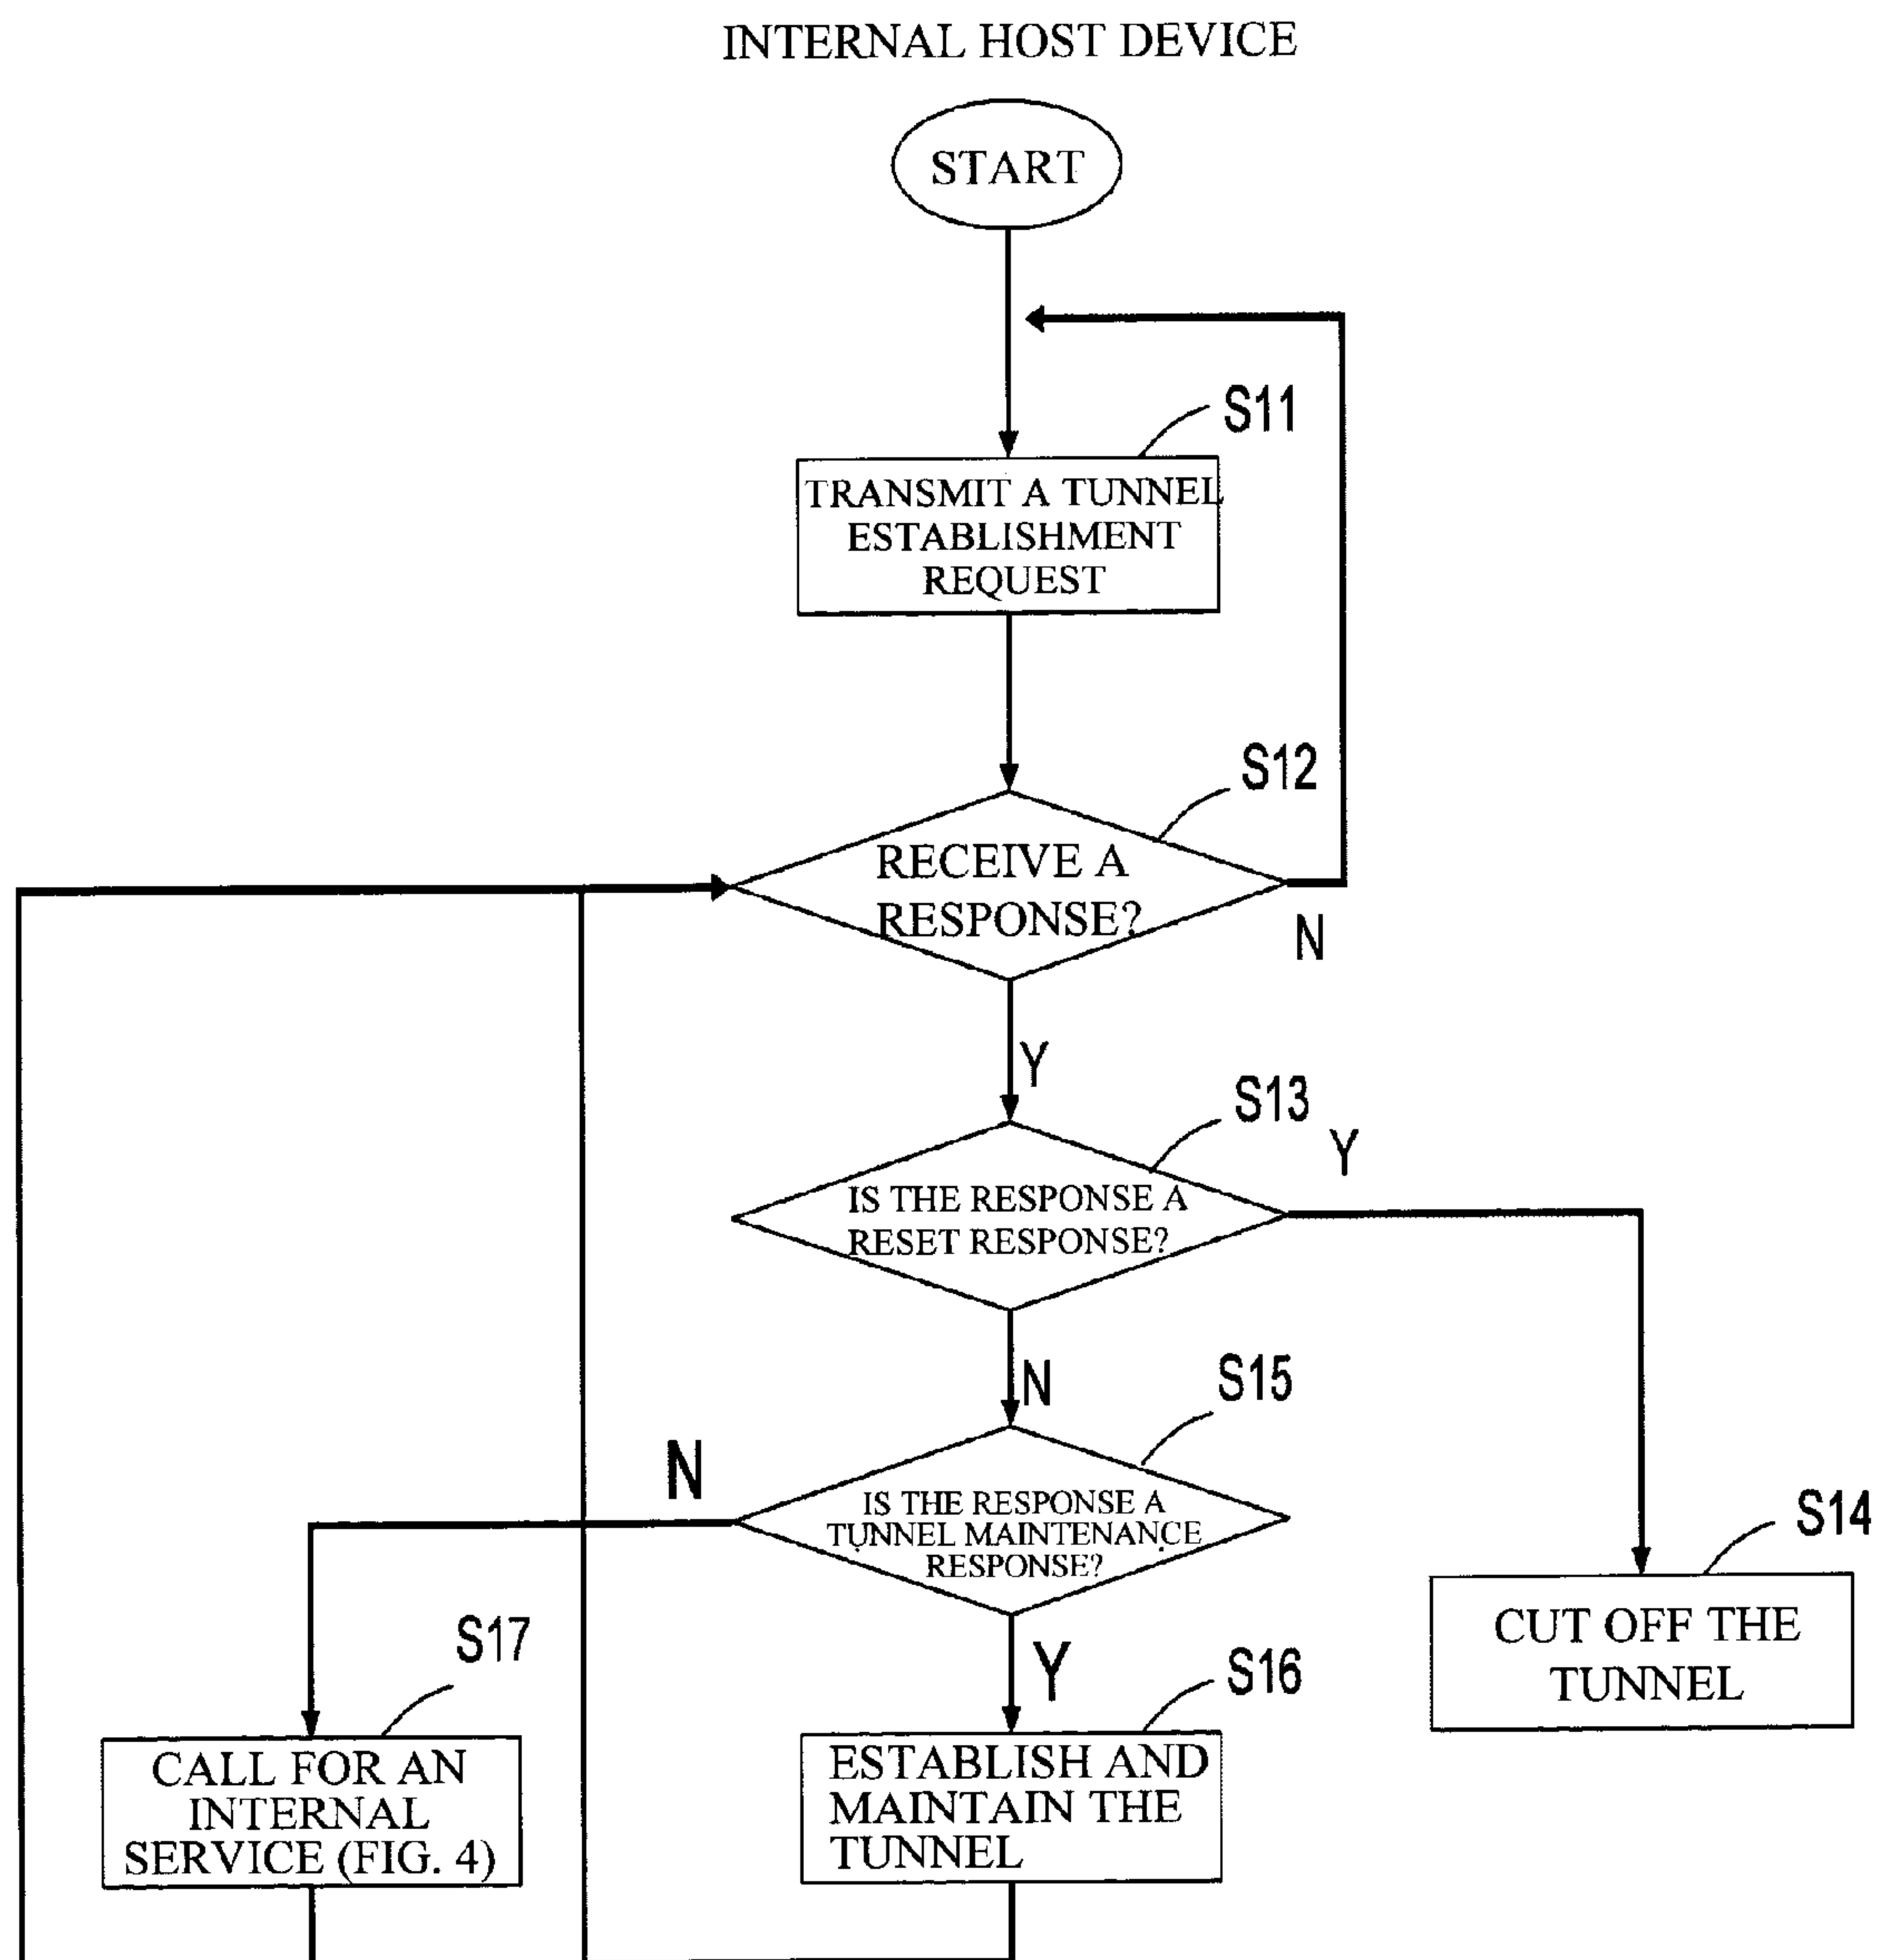 INTERNAL HOST DEVICE
START
S11
TRANSMIT A TUNNEL
ESTABLISHMENT
REQUEST
S12
RECEIVE A
RESPONSE?
N
Y
S13
Y
IS THE RESPONSE A
RESET RESPONSE?
N
S15
N
IS THE RESPONSE A
TUNNEL MAINTENANCE
RESPONSE?
S14
CUT OFF THE
TUNNEL
S17
Y
S16
CALL FOR AN
INTERNAL
SERVICE (FIG. 4)
ESTABLISH AND
MAINTAIN THE
TUNNEL